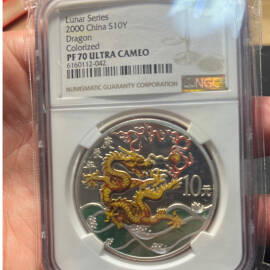 Lunar Series
2000 China S10Y
Dragon
Colorized
PF 70 ULTRA CAMEO
6160112-042
NGC
NUMISMATIC GUARANTY CORPORATION
10元